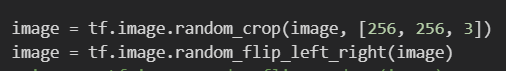 image = tf.image.random_crop(image, [256, 256, 3])
image = tf.image.random_flip_left_right(image)